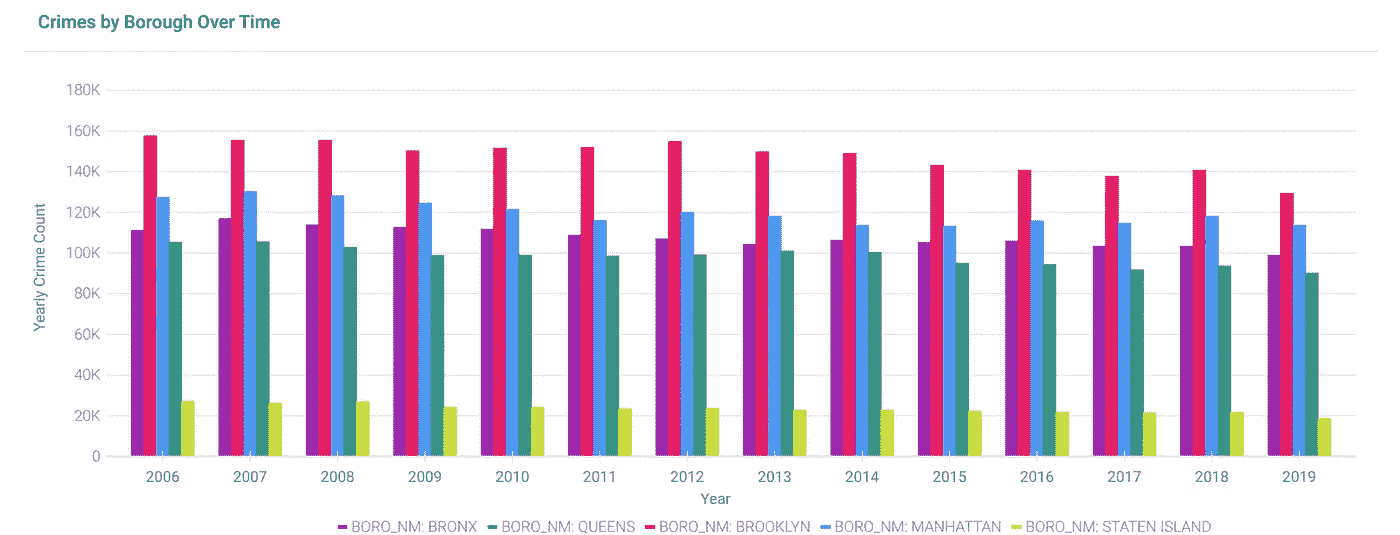 Crimes by Borough Over Time
180K
160K
140K
120K
100K
80K
60K
40K
20K
0
Yearly Crime Count
2006 2007 2008 2009 2010 2011 2012 2013 2014 2015 2016 2017 2018 2019
Year
BORO_NM: BRONX BORO_NM: QUEENS BORO_NM: BROOKLYN BORO_NM: MANHATTAN BORO_NM: STATEN ISLAND